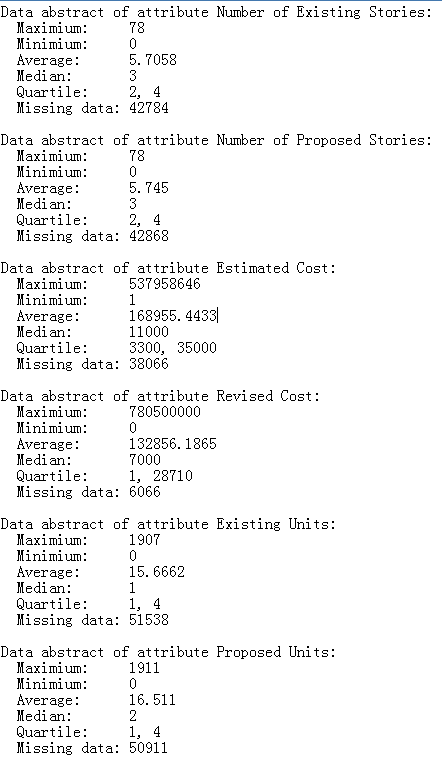 Data abstract of attribute Number of Existing Stories:
Maximium: 78
Minimium: 0
Average: 5.7058
Median: 3
Quartile: 2, 4
Missing data: 42784
Data abstract of attribute Number of Proposed Stories:
Maximium: 78
Minimium: 0
Average: 5.745
Median: 3
Quartile: 2, 4
Missing data: 42868
Data abstract of attribute Estimated Cost:
Maximium: 537958646
Minimium: 1
Average: 168955.4433
Median: 11000
Quartile: 3300, 35000
Missing data: 38066
Data abstract of attribute Revised Cost:
Maximium: 780500000
Minimium: 0
Average: 132856.1865
Median: 7000
Quartile: 1, 28710
Missing data: 6066
Data abstract of attribute Existing Units:
Maximium: 1907
Minimium: 0
Average: 15.6662
Median: 1
Quartile: 1, 4
Missing data: 51538
Data abstract of attribute Proposed Units:
Maximium: 1911
Minimium: 0
Average: 16.511
Median: 2
Quartile: 1, 4
Missing data: 50911